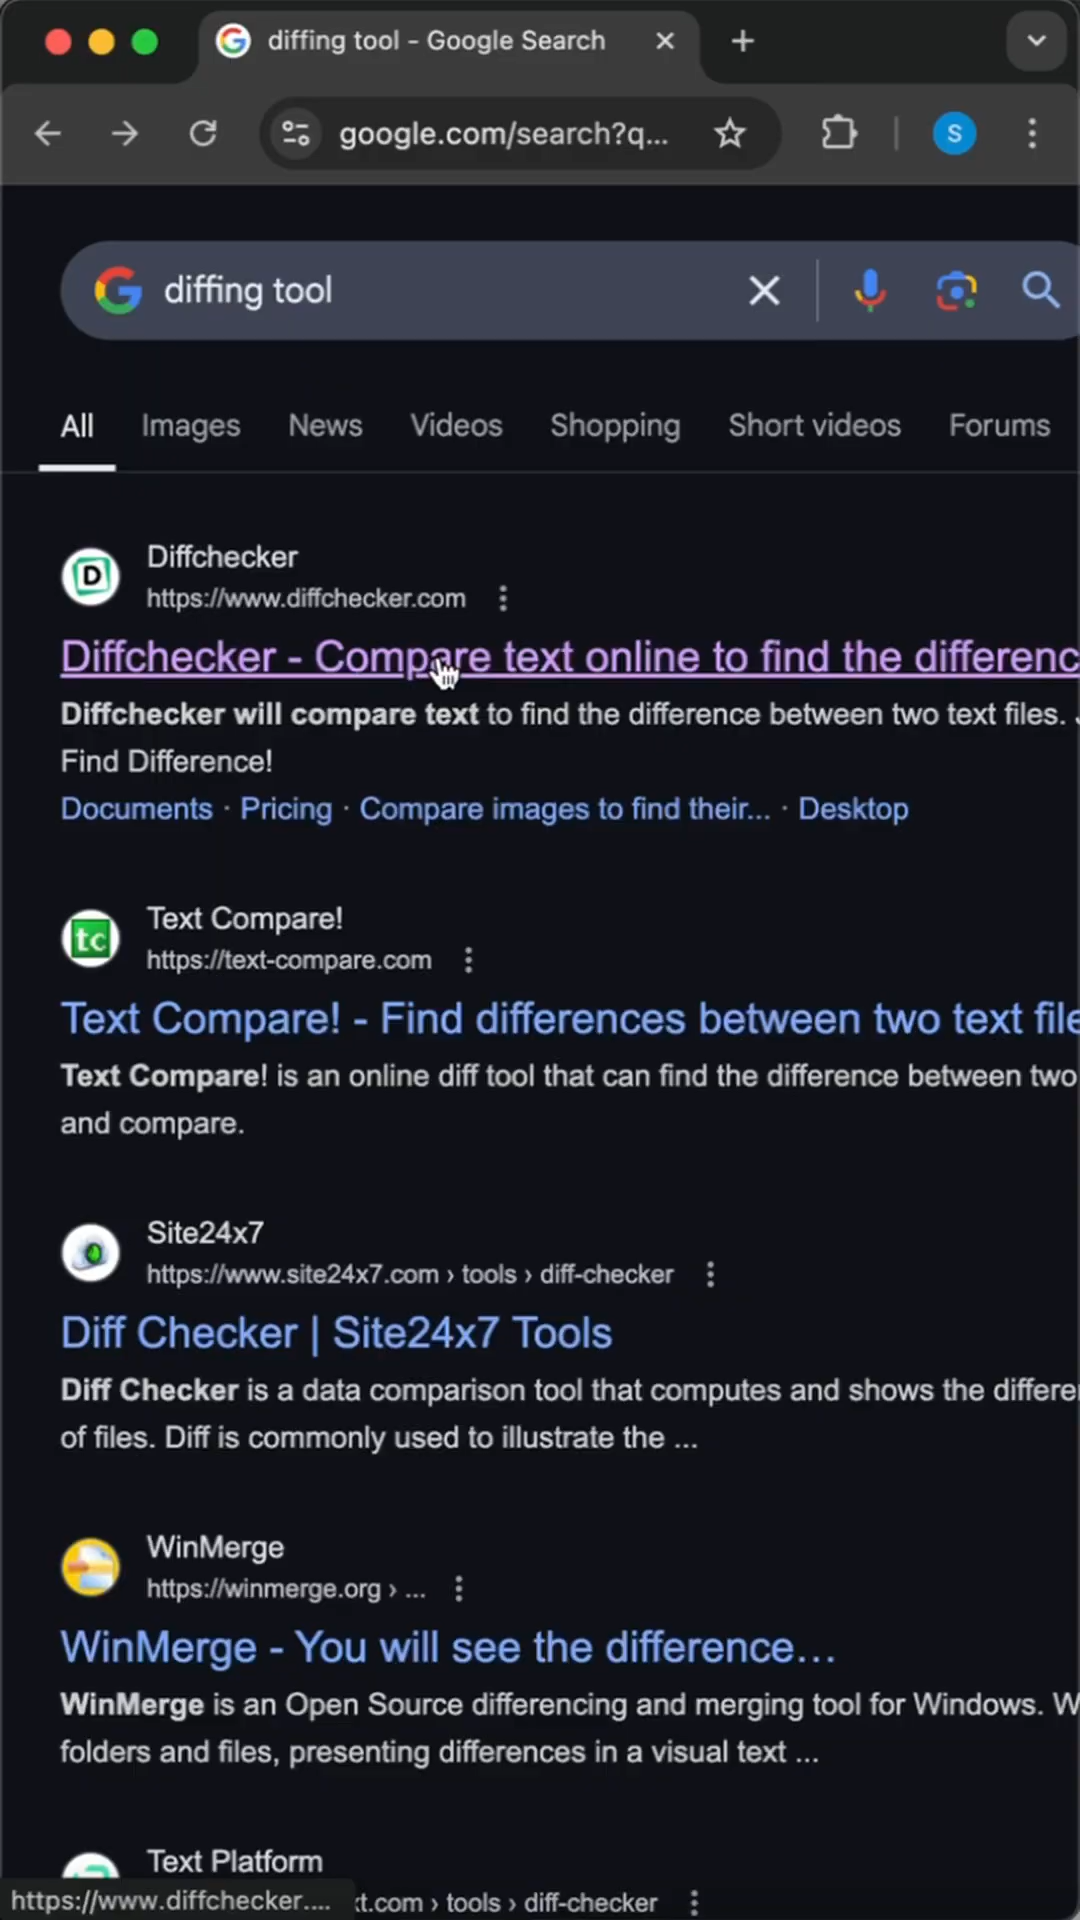 diffing tool - Google Search
google.com/search?q...
S
diffing tool
All Images News Videos Shopping Short videos Forums
D
Diffchecker
https://www.diffchecker.com
Diffchecker - Compare text online to find the differenc
Diffchecker will compare text to find the difference between two text files.
Find Difference!
Documents · Pricing · Compare images to find their... · Desktop
tc
Text Compare!
https://text-compare.com
Text Compare! - Find differences between two text file
Text Compare! is an online diff tool that can find the difference between two
and compare.
Site24x7
https://www.site24x7.com › tools › diff-checker
Diff Checker | Site24x7 Tools
Diff Checker is a data comparison tool that computes and shows the differe
of files. Diff is commonly used to illustrate the ...
WinMerge
https://winmerge.org › ...
WinMerge - You will see the difference...
WinMerge is an Open Source differencing and merging tool for Windows. W
folders and files, presenting differences in a visual text ...
Text Platform
https://www.diffchecker.... xt.com › tools › diff-checker